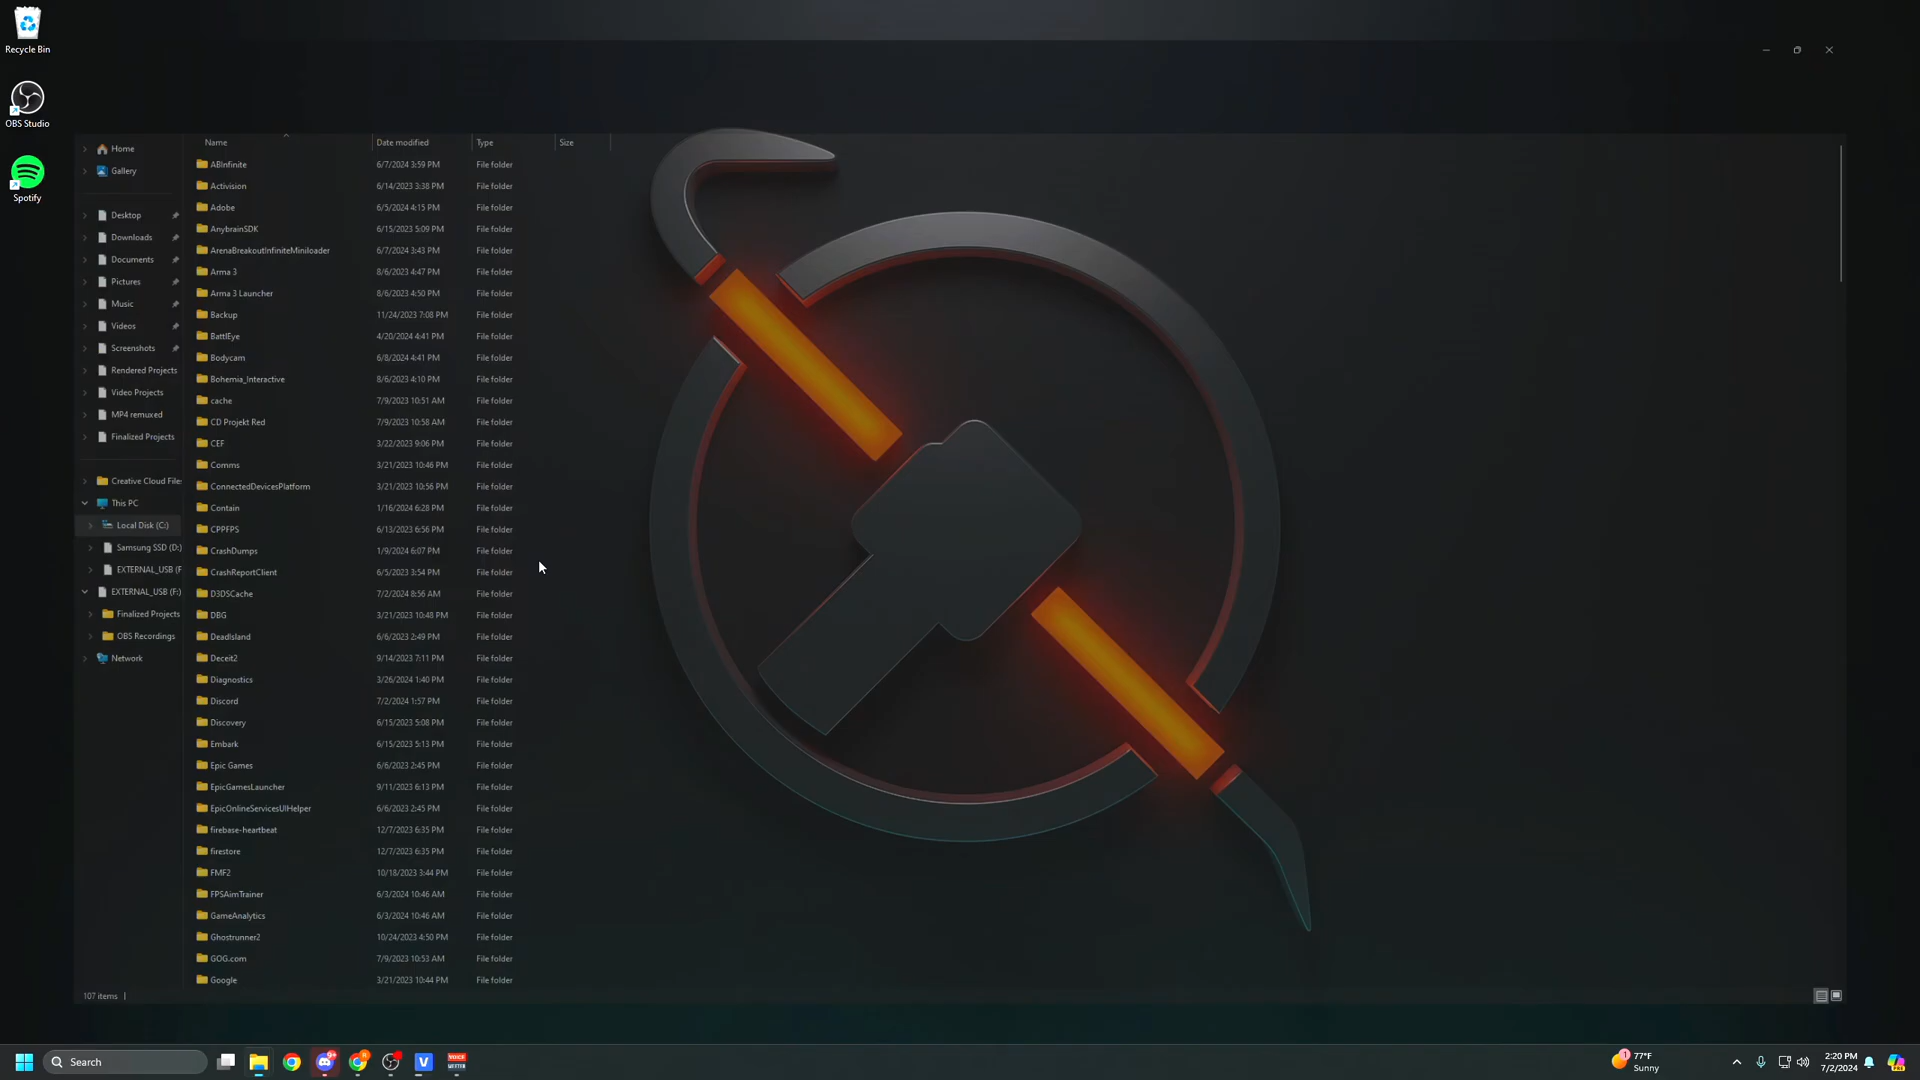 Recycle Bin
OBS Studio
Spotify
Home
Gallery
Desktop
Downloads
Documents
Pictures
Music
Videos
Screenshots
Rendered Projects
Video Projects
MP4 remuxed
Finalized Projects
Creative Cloud Files
This PC
Local Disk (C:)
Samsung SSD (D:)
EXTERNAL_USB (F
EXTERNAL_USB (F:)
Finalized Projects
OBS Recordings
Network
Name Date modified Type Size
ABInfinite 6/7/2024 3:59 PM File folder
Activision 6/14/2023 3:38 PM File folder
Adobe 6/5/2024 4:15 PM File folder
AnybrainSDK 6/15/2023 5:09 PM File folder
ArenaBreakoutInfiniteMiniloader 6/7/2024 3:43 PM File folder
Arma 3 8/6/2023 4:47 PM File folder
Arma 3 Launcher 8/6/2023 4:50 PM File folder
Backup 11/24/2023 7:08 PM File folder
BattlEye 4/20/2024 4:41 PM File folder
Bodycam 6/8/2024 4:41 PM File folder
Bohemia_Interactive 8/6/2023 4:10 PM File folder
cache 7/9/2023 10:51 AM File folder
CD Projekt Red 7/9/2023 10:58 AM File folder
CEF 3/22/2023 9:06 PM File folder
Comms 3/21/2023 10:46 PM File folder
ConnectedDevicesPlatform 3/21/2023 10:56 PM File folder
Contain 1/16/2024 6:28 PM File folder
CPPFPS 6/13/2023 6:56 PM File folder
CrashDumps 1/9/2024 6:07 PM File folder
CrashReportClient 6/5/2023 3:54 PM File folder
D3DSCache 7/2/2024 8:56 AM File folder
DBG 3/21/2023 10:48 PM File folder
DeadIsland 6/6/2023 2:49 PM File folder
Deceit2 9/14/2023 7:11 PM File folder
Diagnostics 3/26/2024 1:40 PM File folder
Discord 7/2/2024 1:57 PM File folder
Discovery 6/15/2023 5:08 PM File folder
Embark 6/15/2023 5:13 PM File folder
Epic Games 6/6/2023 2:45 PM File folder
EpicGamesLauncher 9/11/2023 6:13 PM File folder
EpicOnlineServicesUIHelper 6/6/2023 2:45 PM File folder
firebase-heartbeat 12/7/2023 6:35 PM File folder
firestore 12/7/2023 6:35 PM File folder
FMF2 10/18/2023 3:44 PM File folder
FPSAimTrainer 6/3/2024 10:46 AM File folder
GameAnalytics 6/3/2024 10:46 AM File folder
Ghostrunner2 10/24/2023 4:50 PM File folder
GOG.com 7/9/2023 10:53 AM File folder
Google 3/21/2023 10:44 PM File folder
107 items
Search
77°F
Sunny
2:20 PM
7/2/2024